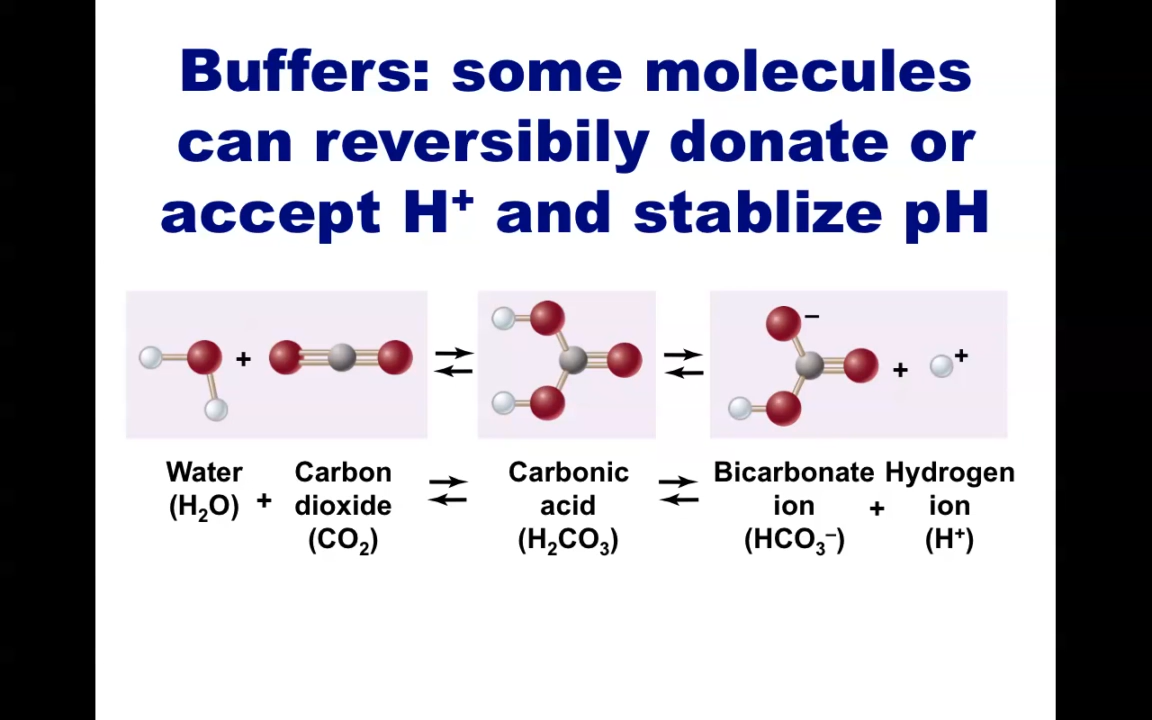 Buffers: some molecules
can reversibily donate or
accept H⁺ and stablize pH
+
−
+
+
Water + Carbon dioxide ⇌ Carbonic acid ⇌ Bicarbonate ion + Hydrogen ion
(H₂O) (CO₂) (H₂CO₃) (HCO₃⁻) (H⁺)